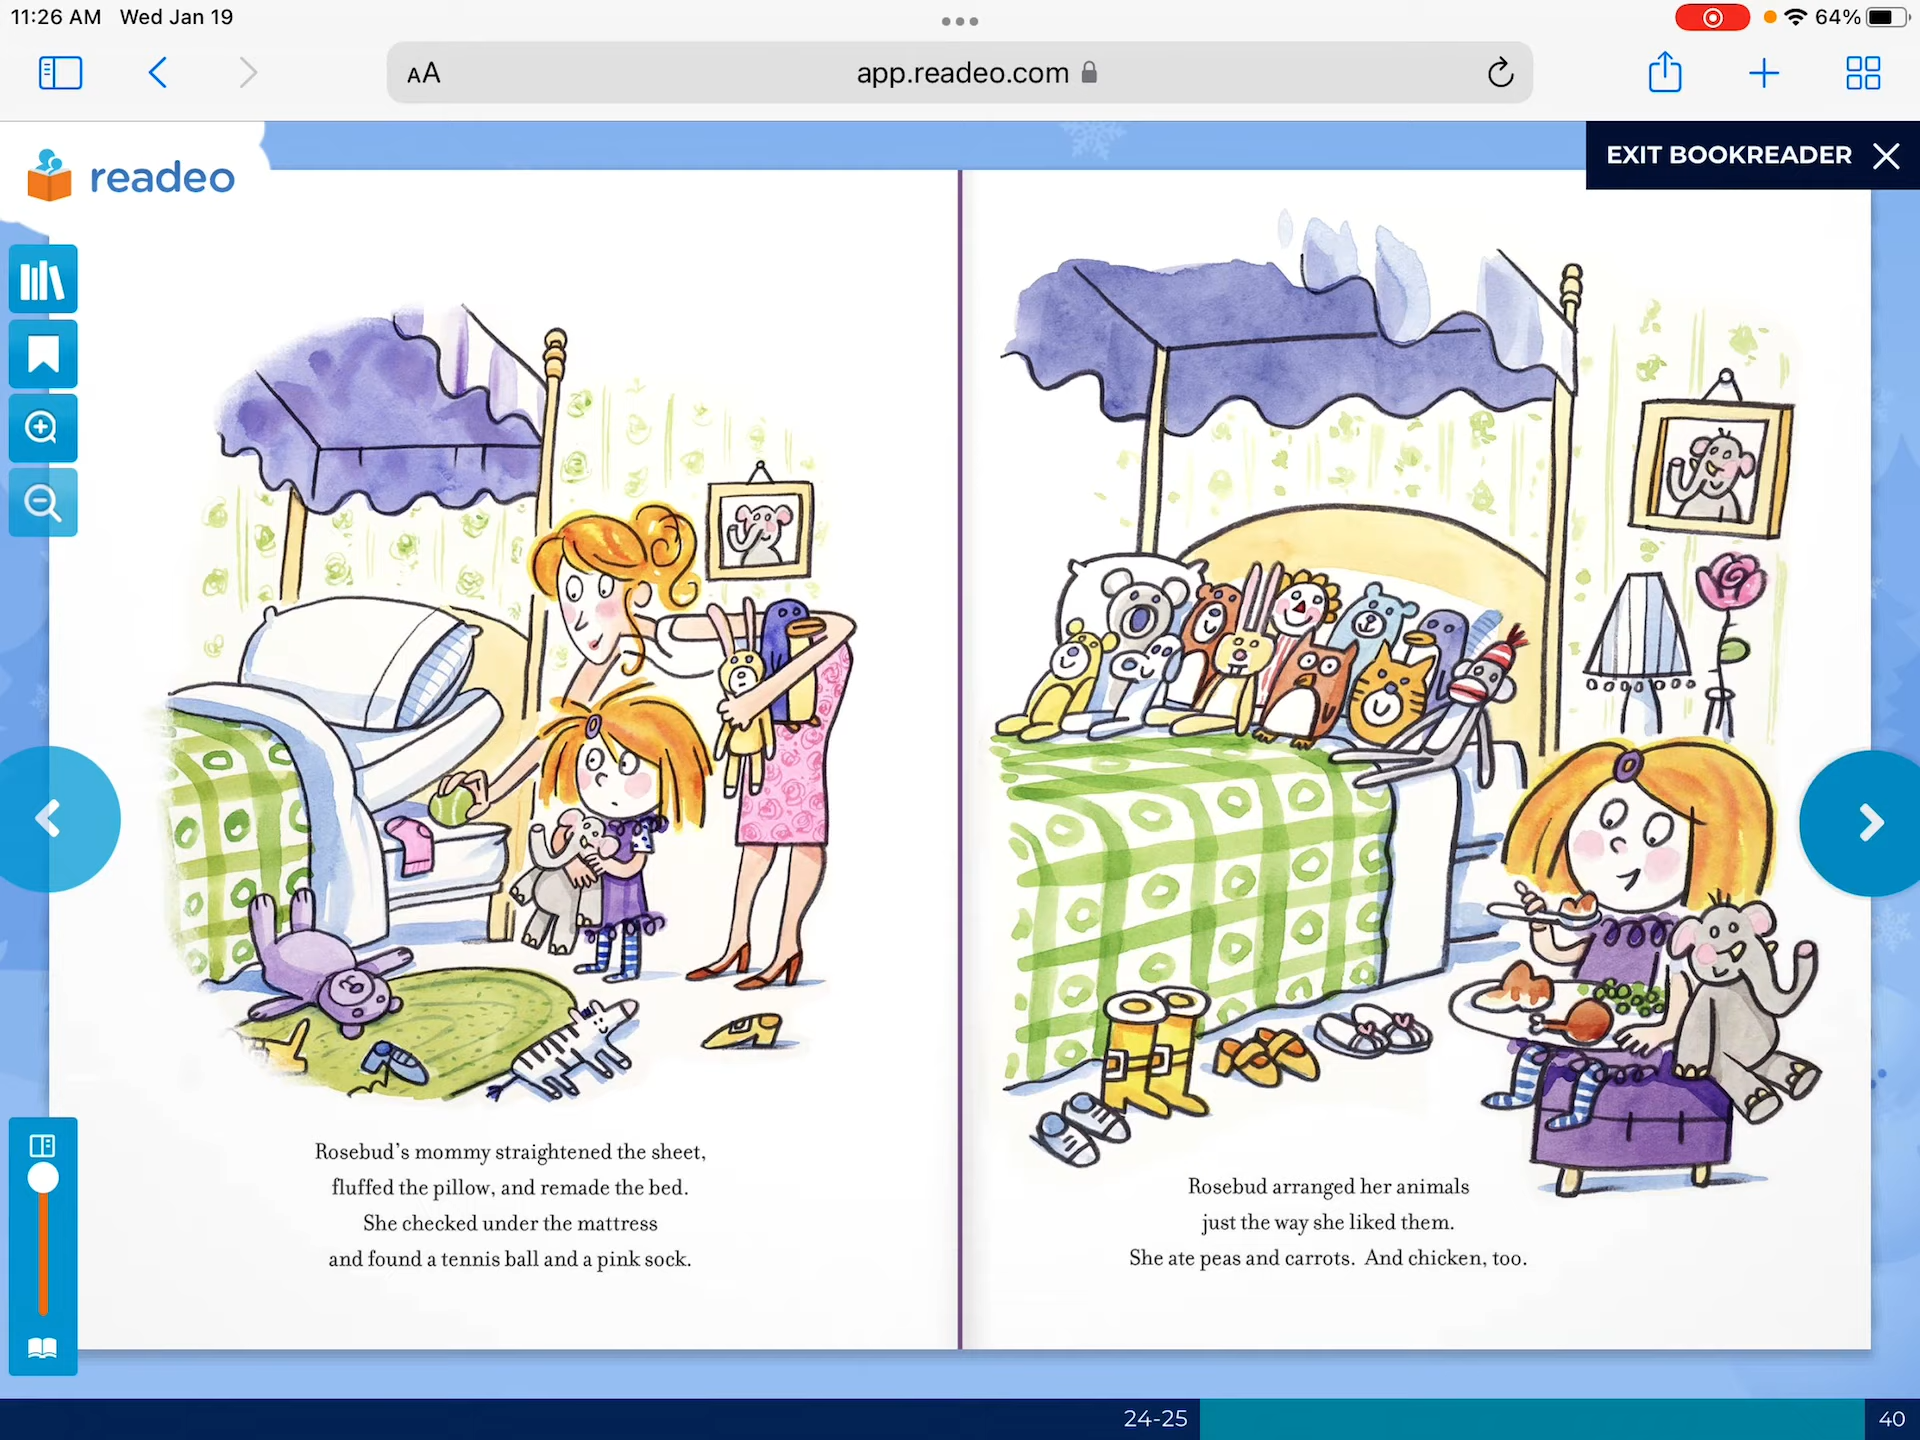 11:26 AM Wed Jan 19
64%
AA
app.readeo.com
EXIT BOOKREADER
readeo
Rosebud's mommy straightened the sheet,
fluffed the pillow, and remade the bed.
She checked under the mattress
and found a tennis ball and a pink sock.
Rosebud arranged her animals
just the way she liked them.
She ate peas and carrots. And chicken, too.
24-25
40